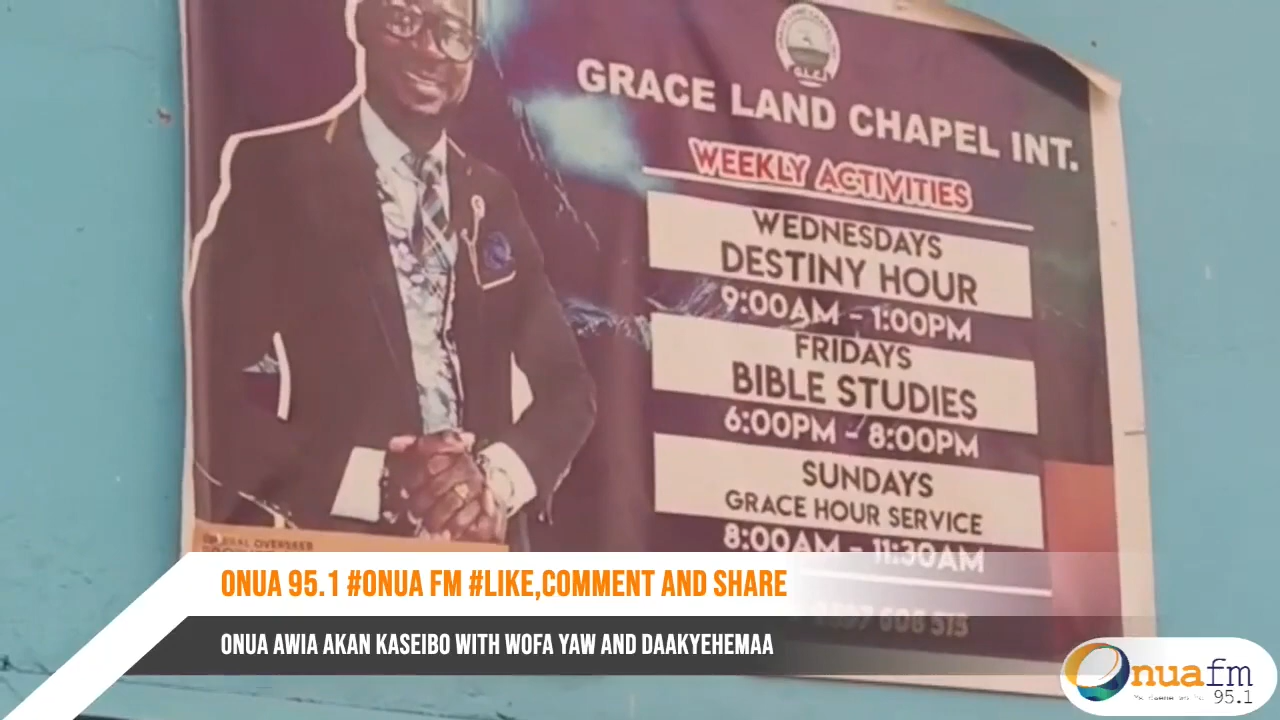 G.L.C.I
GRACE LAND CHAPEL INT.
WEEKLY ACTIVITIES
WEDNESDAYS
DESTINY HOUR
9:00AM - 1:00PM
FRIDAYS
BIBLE STUDIES
6:00PM - 8:00PM
SUNDAYS
GRACE HOUR SERVICE
8:00AM - 11:30AM
OVERSEER
ONUA 95.1 #ONUA FM #LIKE,COMMENT AND SHARE
ONUA AWIA AKAN KASEIBO WITH WOFA YAW AND DAAKYEHEMAA
Onua fm
95.1